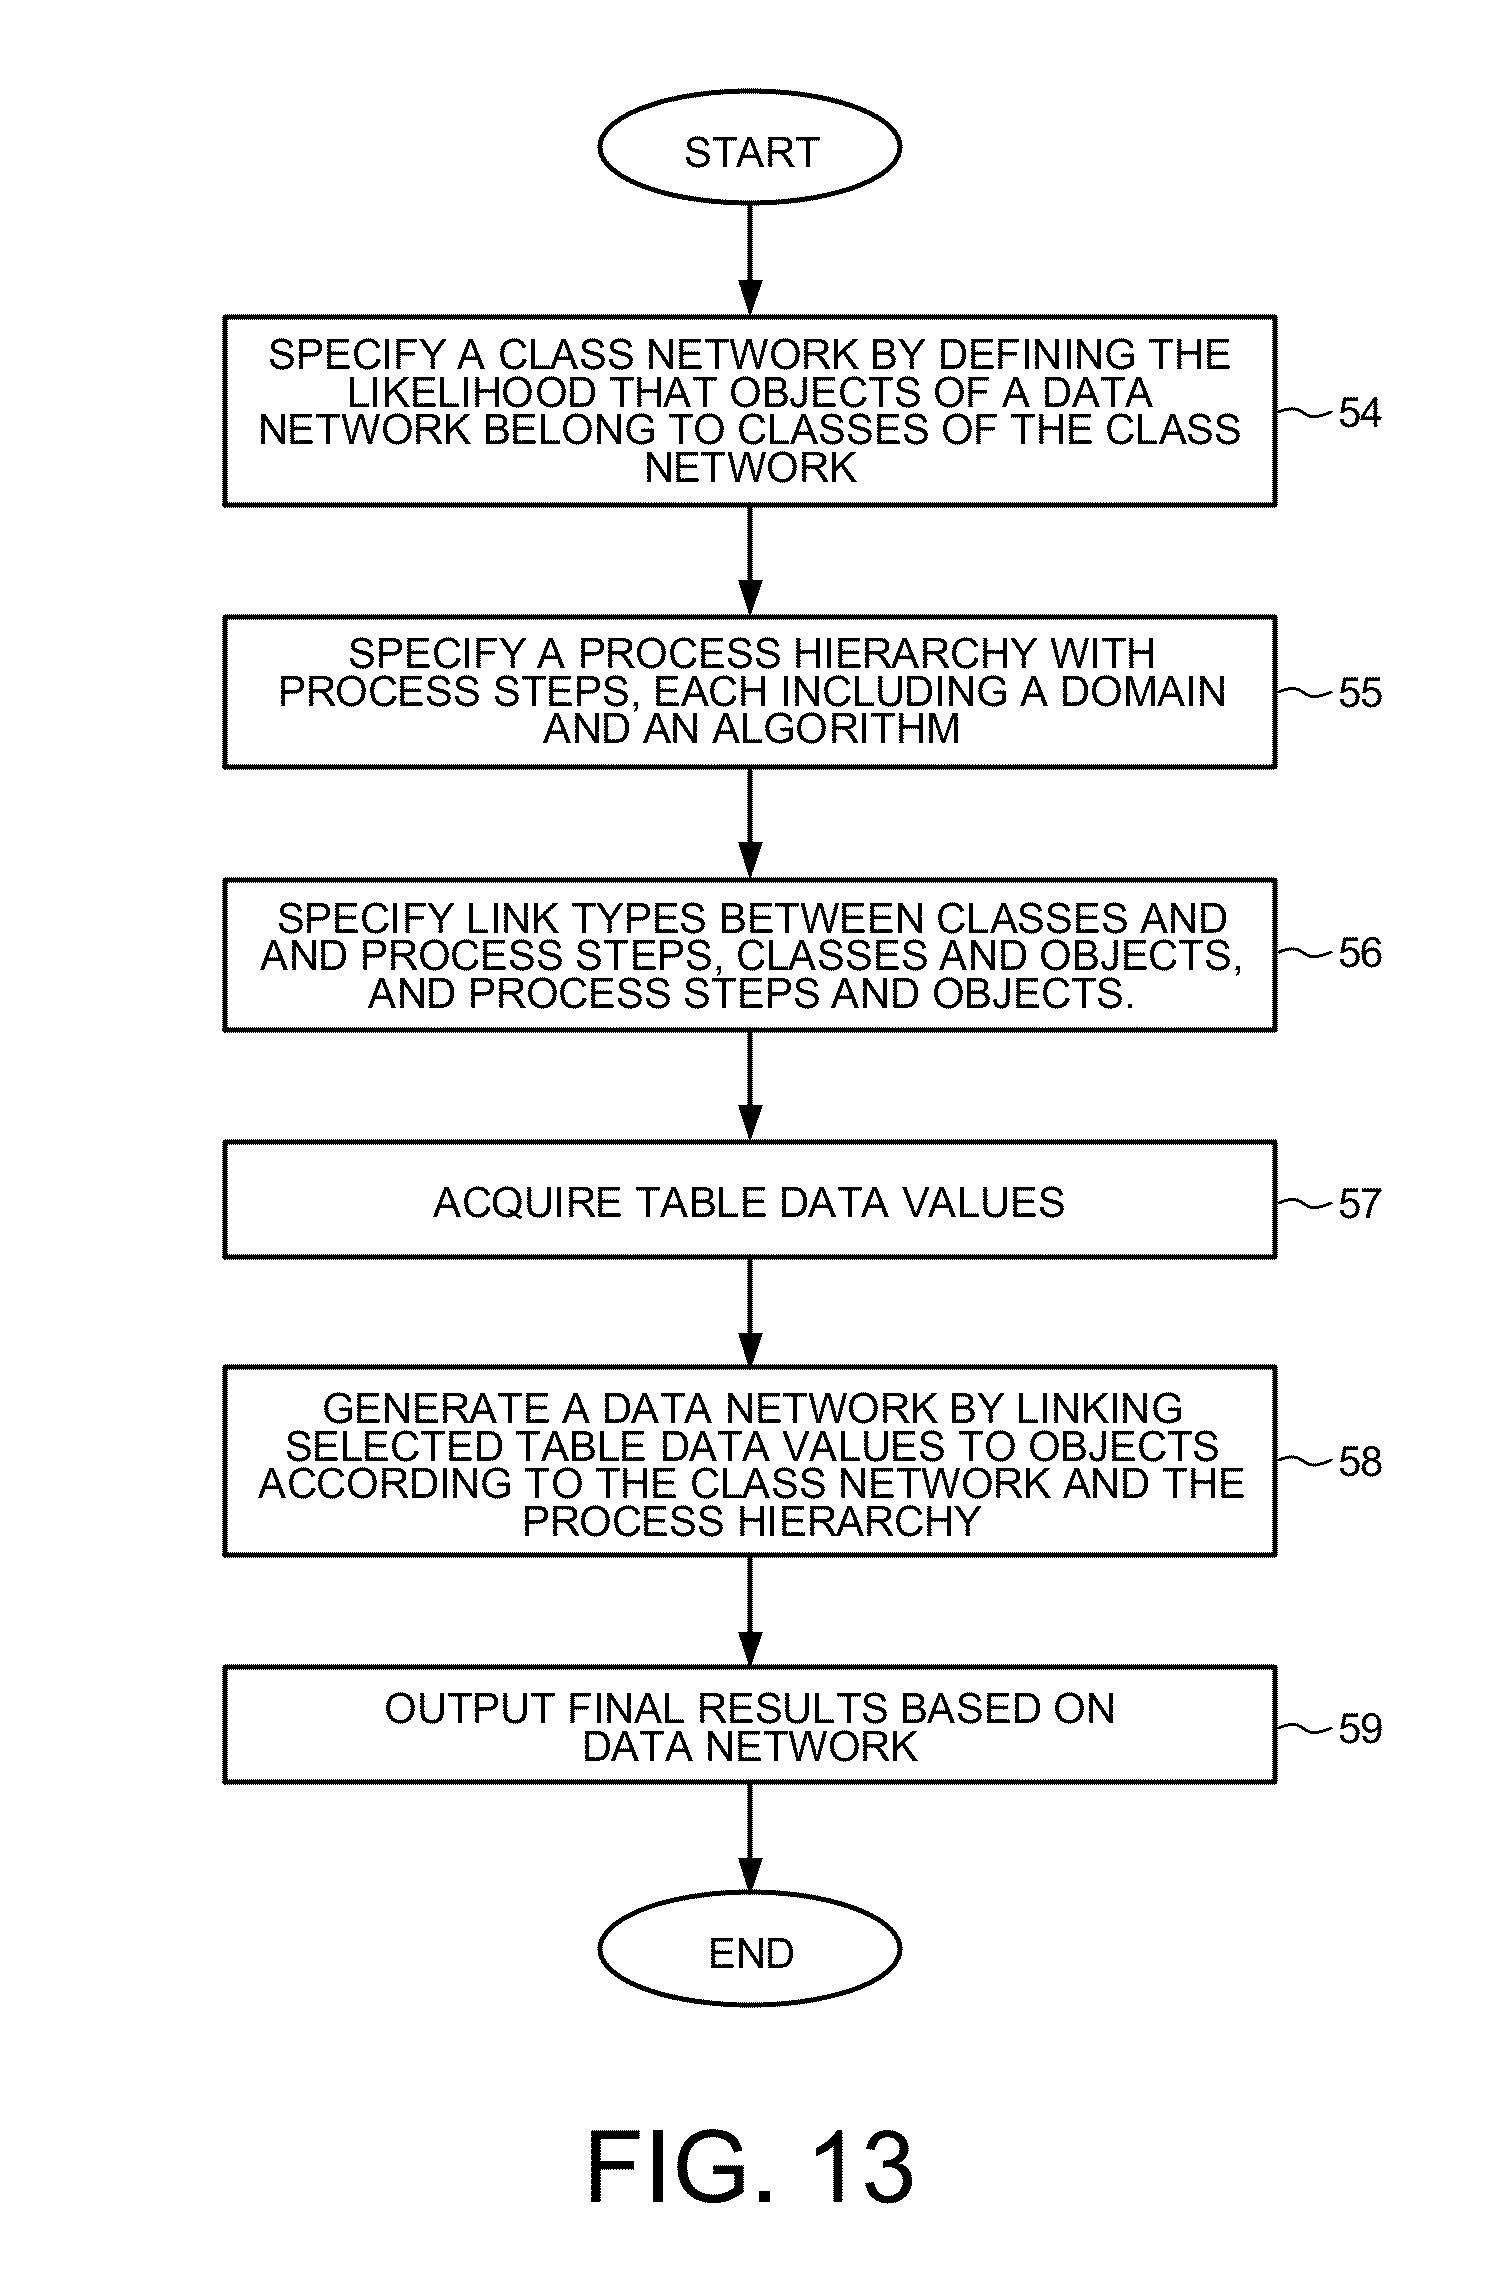 START
SPECIFY A CLASS NETWORK BY DEFINING THE
LIKELIHOOD THAT OBJECTS OF A DATA
NETWORK BELONG TO CLASSES OF THE CLASS
NETWORK
54
SPECIFY A PROCESS HIERARCHY WITH
PROCESS STEPS, EACH INCLUDING A DOMAIN
AND AN ALGORITHM
55
SPECIFY LINK TYPES BETWEEN CLASSES AND
AND PROCESS STEPS, CLASSES AND OBJECTS,
AND PROCESS STEPS AND OBJECTS.
56
ACQUIRE TABLE DATA VALUES
57
GENERATE A DATA NETWORK BY LINKING
SELECTED TABLE DATA VALUES TO OBJECTS
ACCORDING TO THE CLASS NETWORK AND THE
PROCESS HIERARCHY
58
OUTPUT FINAL RESULTS BASED ON
DATA NETWORK
59
END
FIG. 13